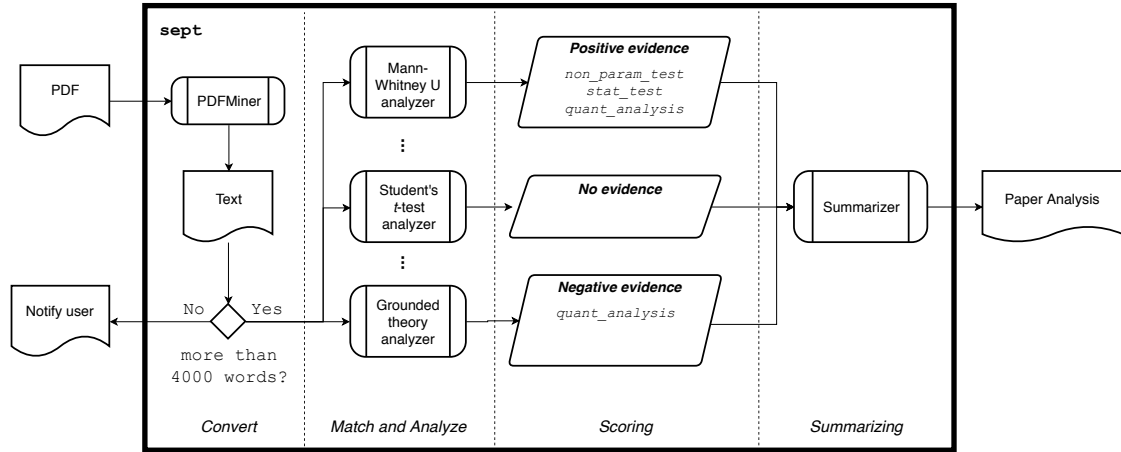 sept
PDF
PDFMiner
Text
No
Yes
more than
4000 words?
Notify user
Convert
Mann-
Whitney U
analyzer
...
Student's
t-test
analyzer
...
Grounded
theory
analyzer
Match and Analyze
Positive evidence
non_param_test
stat_test
quant_analysis
No evidence
Negative evidence
quant_analysis
Scoring
Summarizer
Summarizing
Paper Analysis